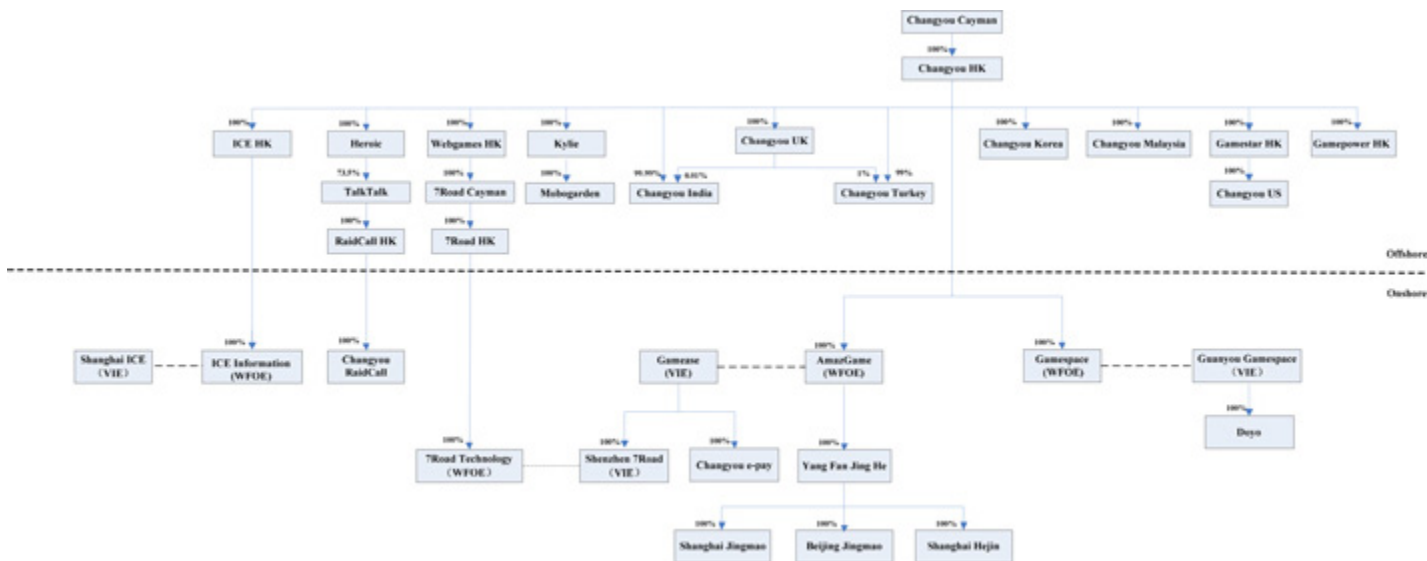 Changyou Cayman
100%
Changyou HK
100%
100%
100%
100%
100%
100%
100%
100%
100%
ICE HK
Heroic
Webgames HK
Kylie
Changyou UK
Changyou Korea
Changyou Malaysia
Gamestar HK
Gamepower HK
73.5%
100%
100%
99.99%
0.01%
1%
99%
100%
TalkTalk
7Road Cayman
Mobogarden
Changyou India
Changyou Turkey
Changyou US
100%
100%
RaidCall HK
7Road HK
Offshore
Onshore
100%
100%
100%
100%
Shanghai ICE
(VIE)
ICE Information
(WFOE)
Changyou
RaidCall
Gamease
(VIE)
AmazGame
(WFOE)
Gamespace
(WFOE)
Guanyou Gamespace
(VIE)
100%
Doyo
100%
100%
100%
100%
7Road Technology
(WFOE)
Shenzhen 7Road
(VIE)
Changyou e-pay
Yang Fan Jing He
100%
100%
100%
Shanghai Jingmao
Beijing Jingmao
Shanghai Hejin